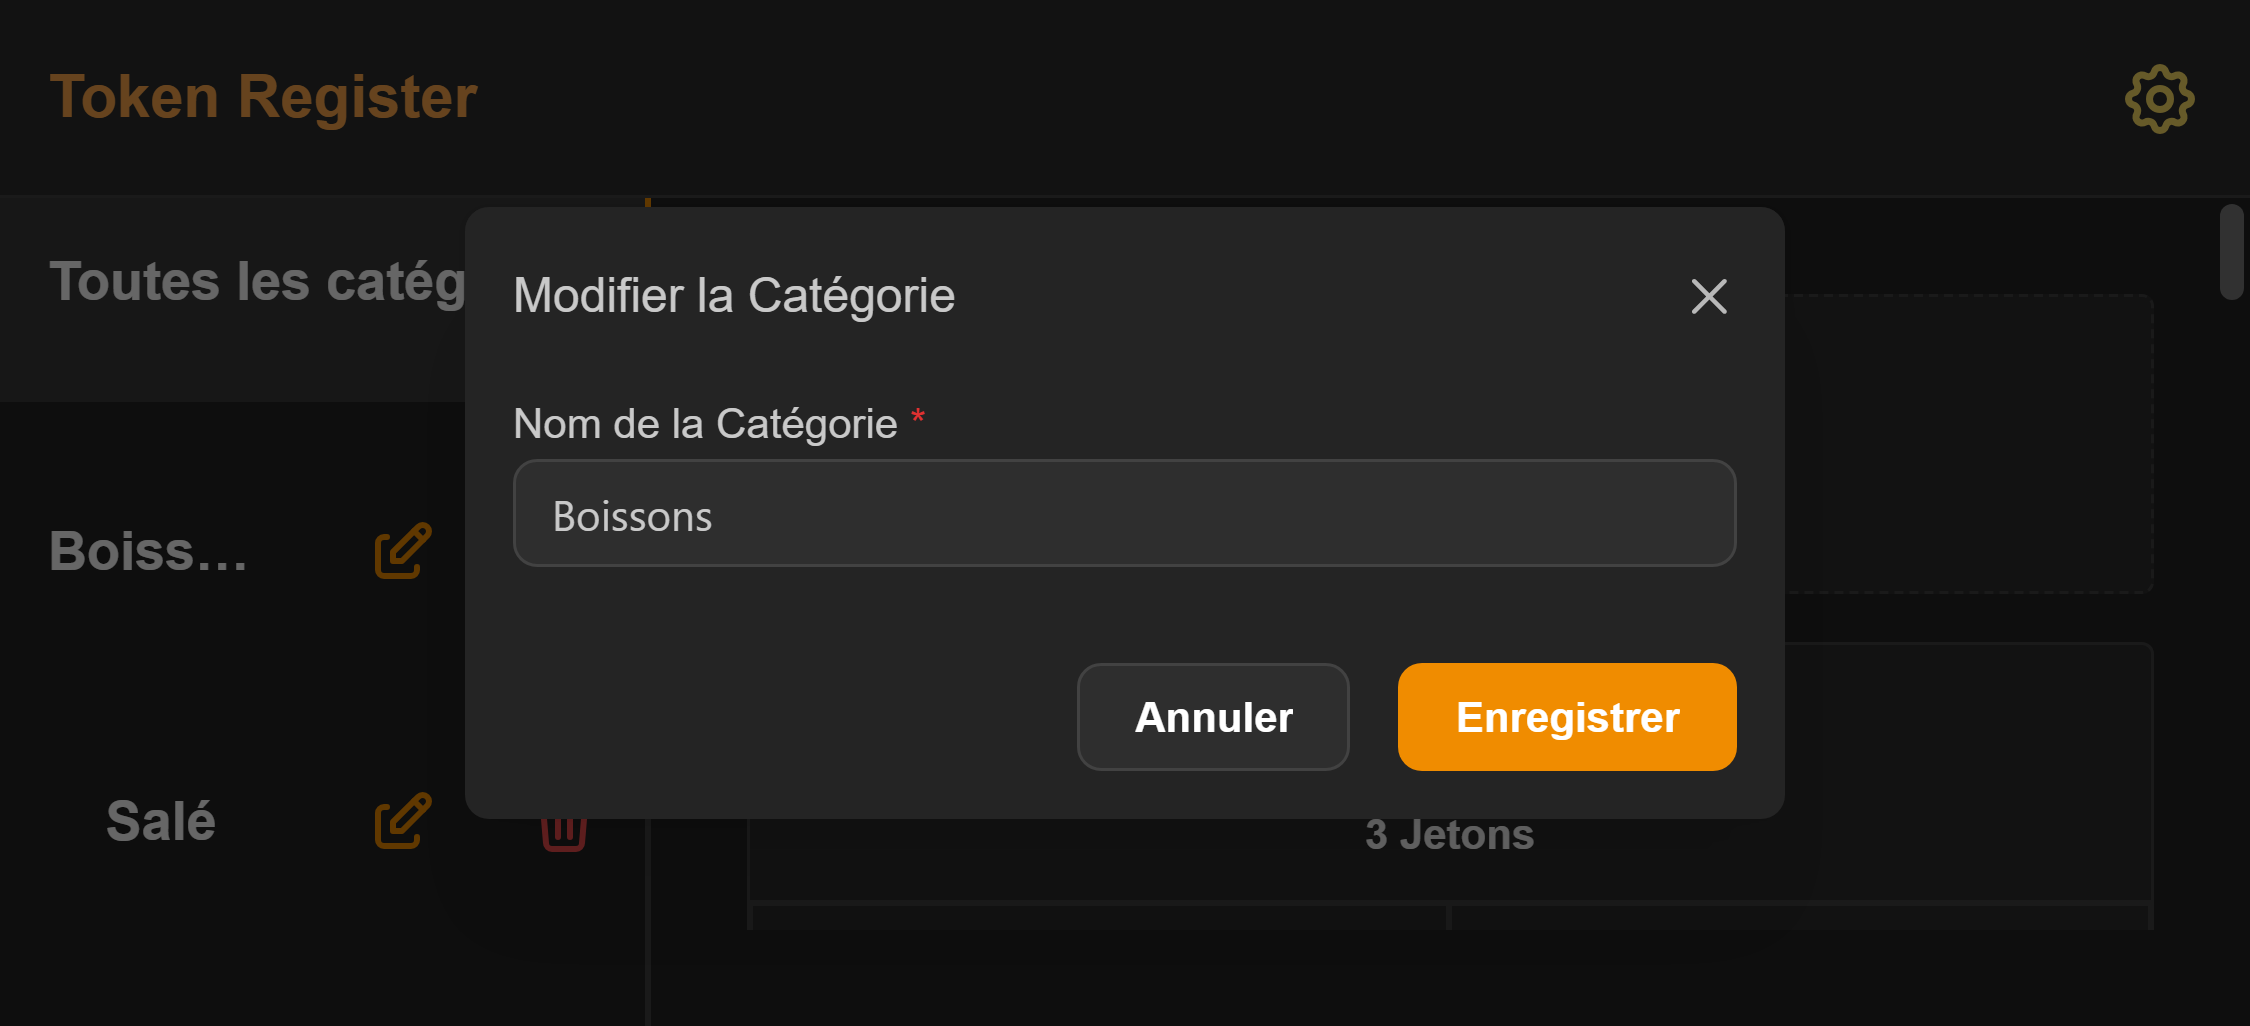 Token Register
Toutes les catég
Modifier la Catégorie
Nom de la Catégorie *
Boissons
Boiss...
Annuler
Enregistrer
Salé
3 Jetons